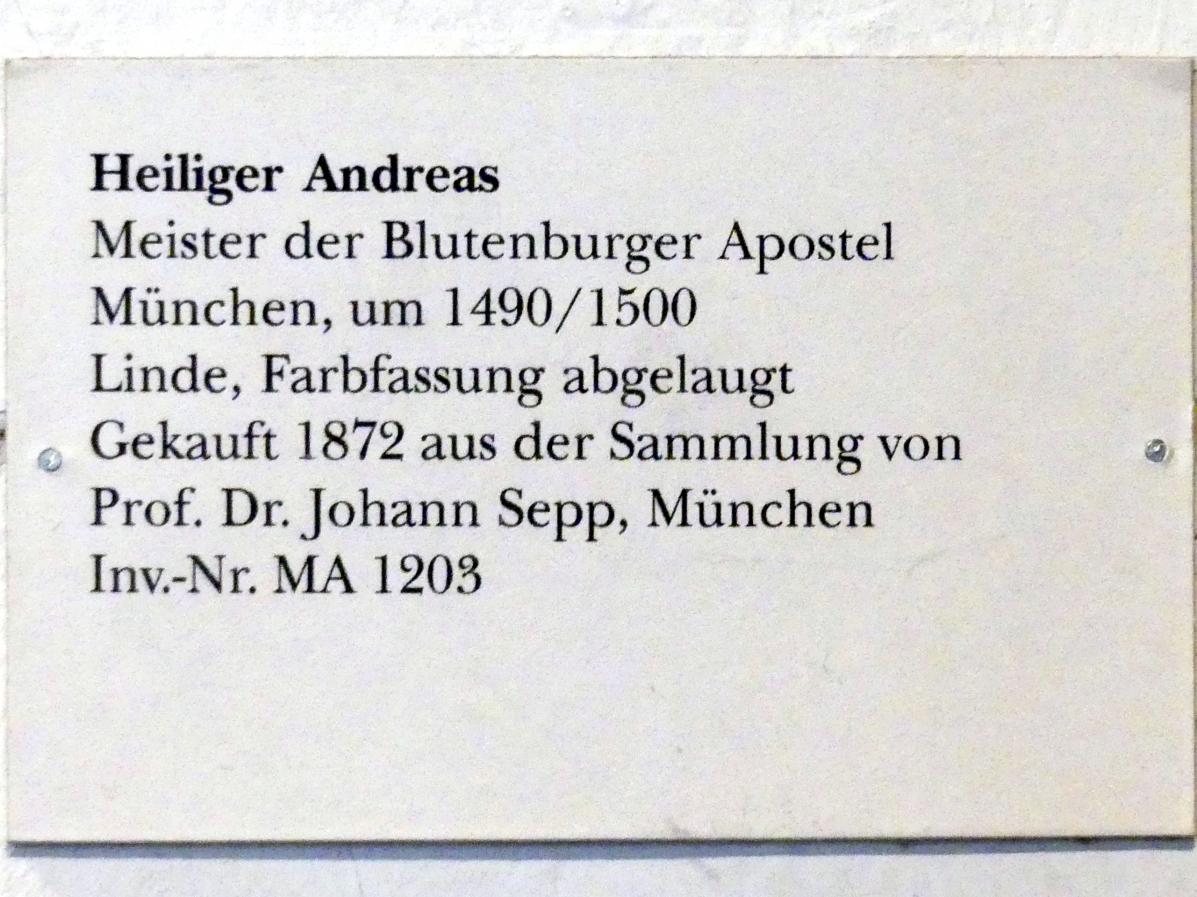 Heiliger Andreas
Meister der Blutenburger Apostel
München, um 1490/1500
Linde, Farbfassung abgelaugt
Gekauft 1872 aus der Sammlung von
Prof. Dr. Johann Sepp, München
Inv.-Nr. MA 1203